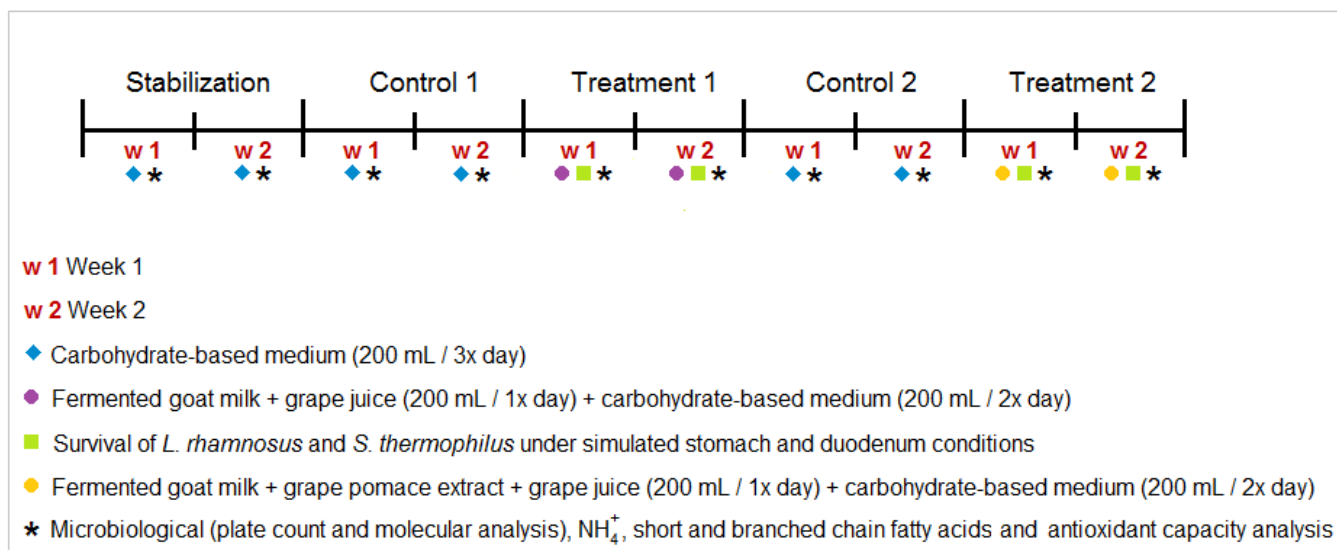 Stabilization Control 1 Treatment 1 Control 2 Treatment 2
w 1 w 2 w 1 w 2 w 1 w 2 w 1 w 2 w 1 w 2
◆* ◆* ◆* ◆* ●■* ●■* ◆* ◆* ●■* ●■*
w 1 Week 1
w 2 Week 2
◆ Carbohydrate-based medium (200 mL / 3x day)
● Fermented goat milk + grape juice (200 mL / 1x day) + carbohydrate-based medium (200 mL / 2x day)
■ Survival of L. rhamnosus and S. thermophilus under simulated stomach and duodenum conditions
● Fermented goat milk + grape pomace extract + grape juice (200 mL / 1x day) + carbohydrate-based medium (200 mL / 2x day)
* Microbiological (plate count and molecular analysis), NH₄⁺, short and branched chain fatty acids and antioxidant capacity analysis